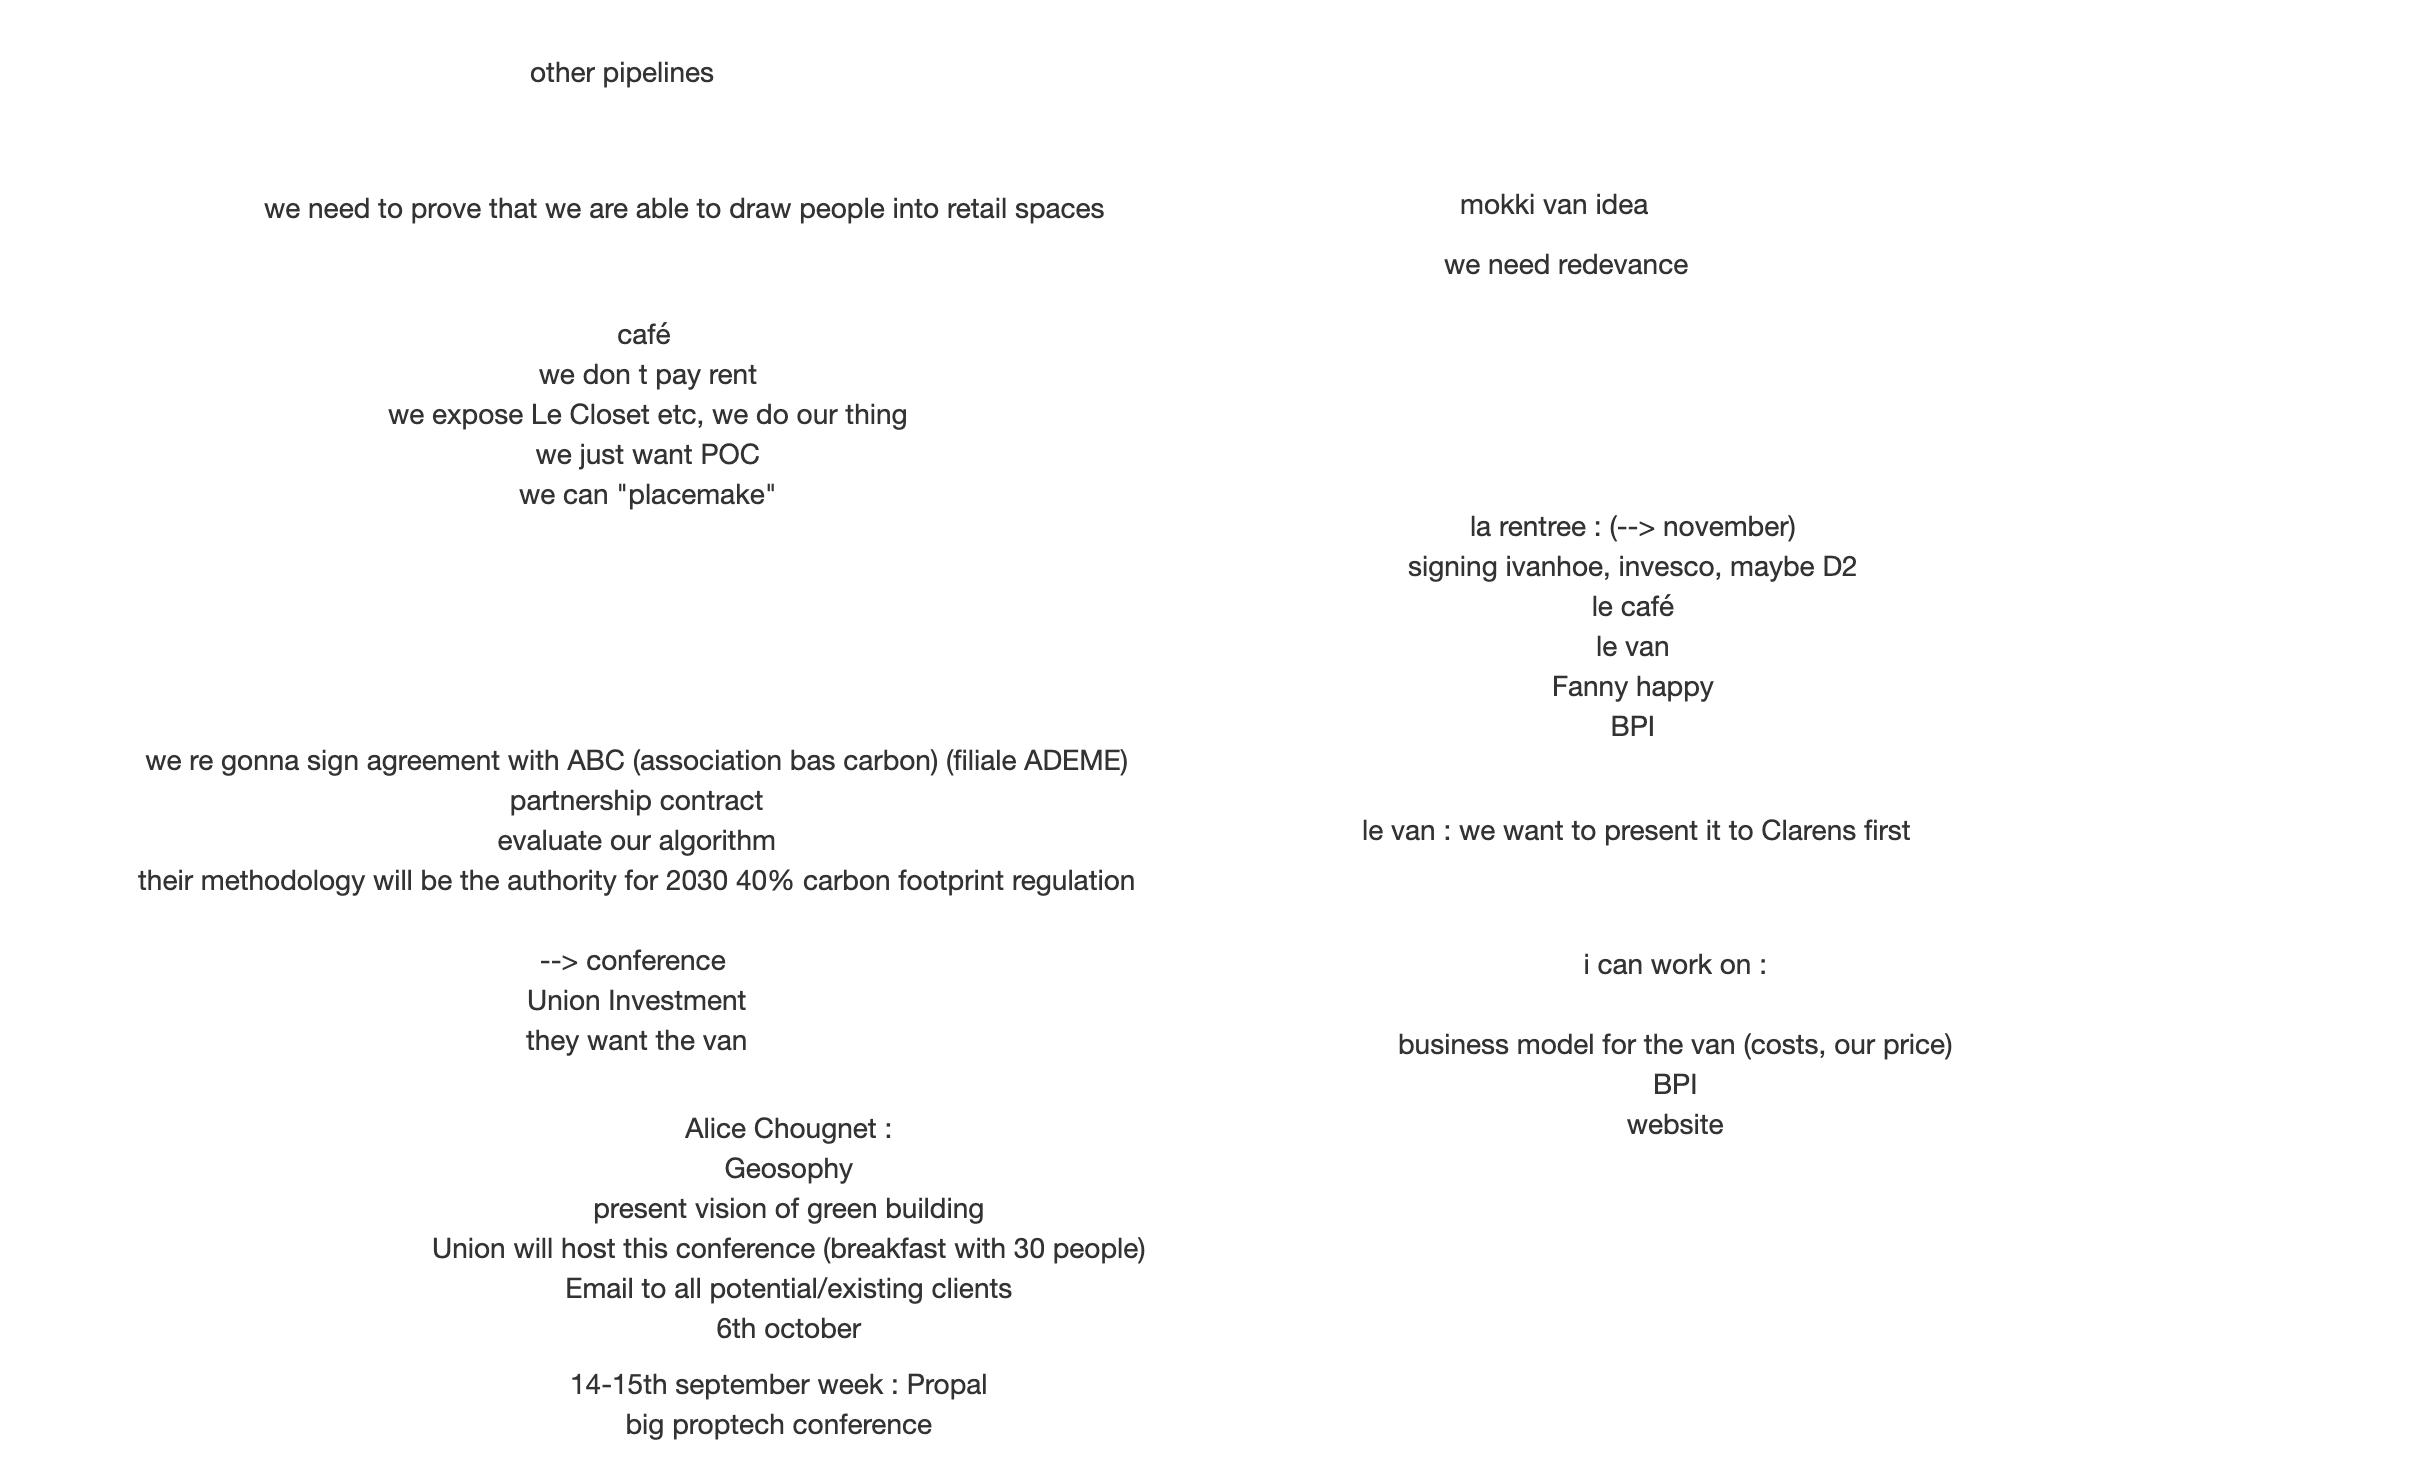 other pipelines
we need to prove that we are able to draw people into retail spaces
café
we don t pay rent
we expose Le Closet etc, we do our thing
we just want POC
we can "placemake"
we re gonna sign agreement with ABC (association bas carbon) (filiale ADEME)
partnership contract
evaluate our algorithm
their methodology will be the authority for 2030 40% carbon footprint regulation
--> conference
Union Investment
they want the van
Alice Chougnet :
Geosophy
present vision of green building
Union will host this conference (breakfast with 30 people)
Email to all potential/existing clients
6th october
14-15th september week : Propal
big proptech conference
mokki van idea
we need redevance
la rentree : (--> november)
signing ivanhoe, invesco, maybe D2
le café
le van
Fanny happy
BPI
le van : we want to present it to Clarens first
i can work on :
business model for the van (costs, our price)
BPI
website